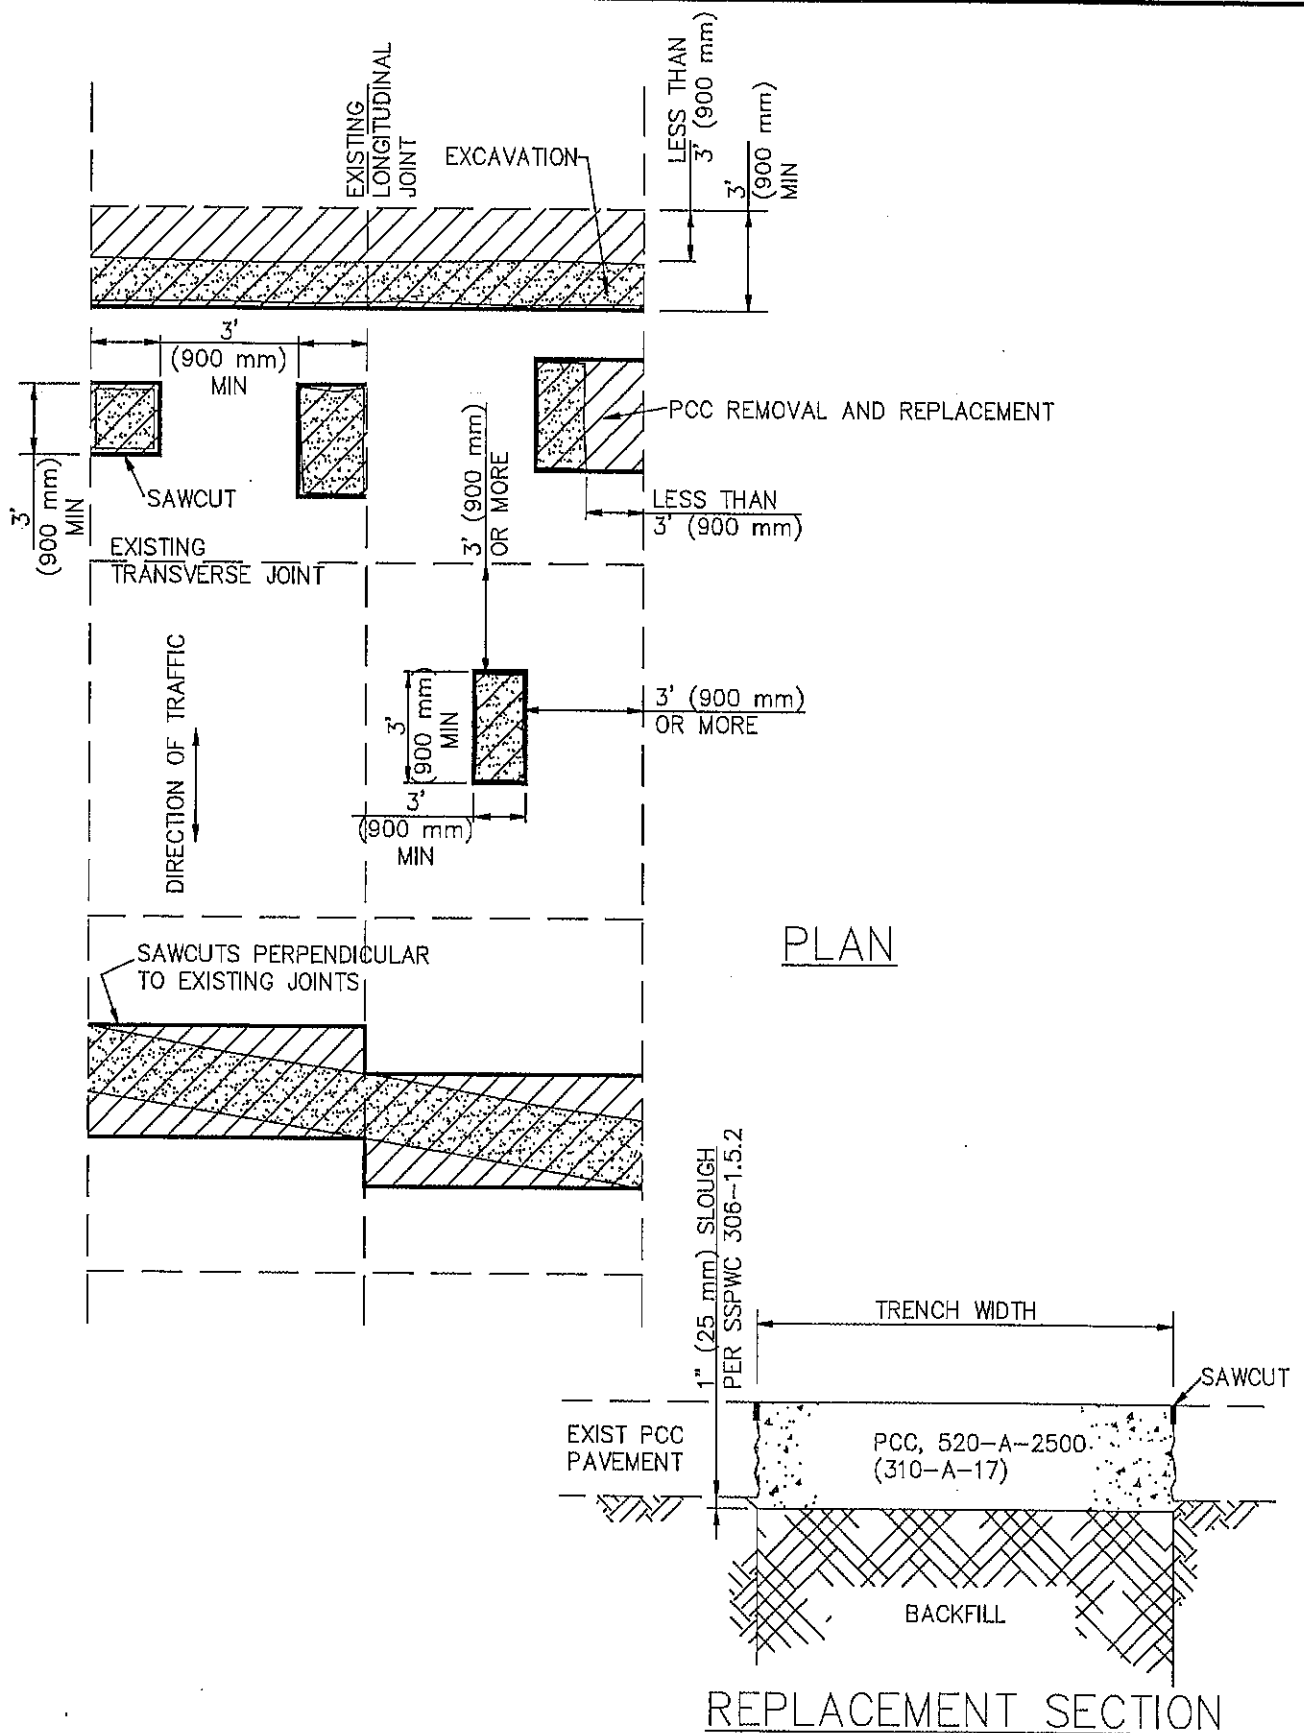 EXISTING
LONGITUDINAL
JOINT
EXCAVATION
LESS THAN
3' (900 mm)
3'
(900 mm)
MIN
3'
(900 mm)
MIN
3'
(900 mm)
MIN
SAWCUT
PCC REMOVAL AND REPLACEMENT
3' (900 mm)
OR MORE
LESS THAN
3' (900 mm)
EXISTING
TRANSVERSE JOINT
DIRECTION OF TRAFFIC
3'
(900 mm)
MIN
3' (900 mm)
OR MORE
3'
(900 mm)
MIN
PLAN
SAWCUTS PERPENDICULAR
TO EXISTING JOINTS
1" (25 mm) SLOUGH
PER SSPWC 306-1.5.2
TRENCH WIDTH
SAWCUT
EXIST PCC
PAVEMENT
PCC, 520-A-2500
(310-A-17)
BACKFILL
REPLACEMENT SECTION